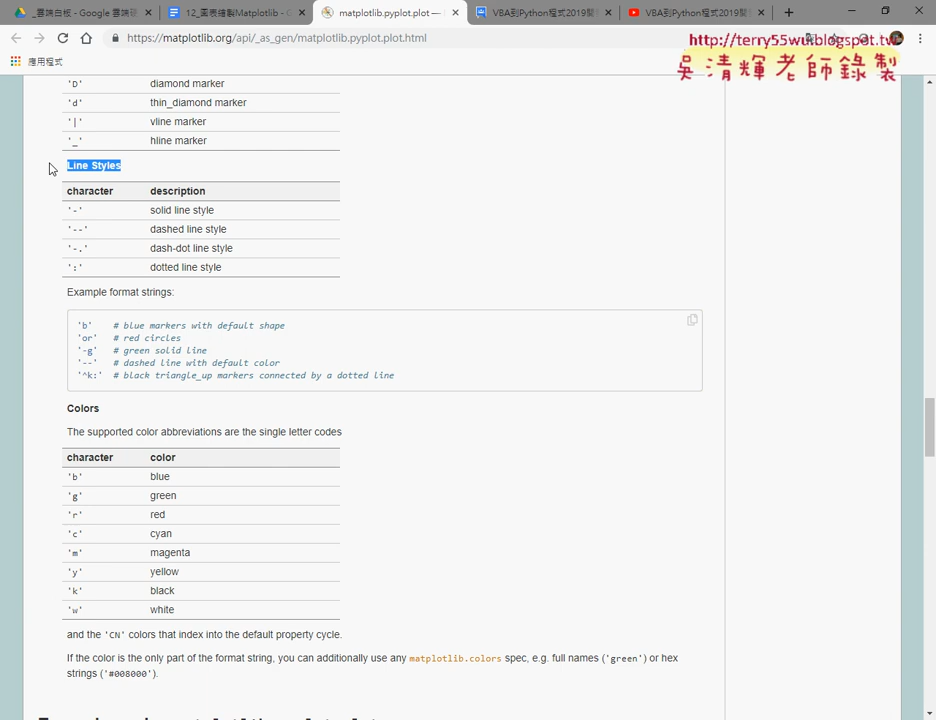 _雲端白板 - Google 雲端硬
12_圖表繪製Matplotlib - G
matplotlib.pyplot.plot —
VBA到Python程式2019開
VBA到Python程式2019開
https://matplotlib.org/api/_as_gen/matplotlib.pyplot.plot.html
http://terry55wu.blogspot.tw
應用程式
吳清輝老師錄製
'D' diamond marker
'd' thin_diamond marker
'|' vline marker
'_' hline marker
Line Styles
character description
'-' solid line style
'--' dashed line style
'-.' dash-dot line style
':' dotted line style
Example format strings:
'b' # blue markers with default shape
'or' # red circles
'-g' # green solid line
'--' # dashed line with default color
'^k:' # black triangle_up markers connected by a dotted line
Colors
The supported color abbreviations are the single letter codes
character color
'b' blue
'g' green
'r' red
'c' cyan
'm' magenta
'y' yellow
'k' black
'w' white
and the 'CN' colors that index into the default property cycle.
If the color is the only part of the format string, you can additionally use any matplotlib.colors spec, e.g. full names ('green') or hex
strings ('#008000').